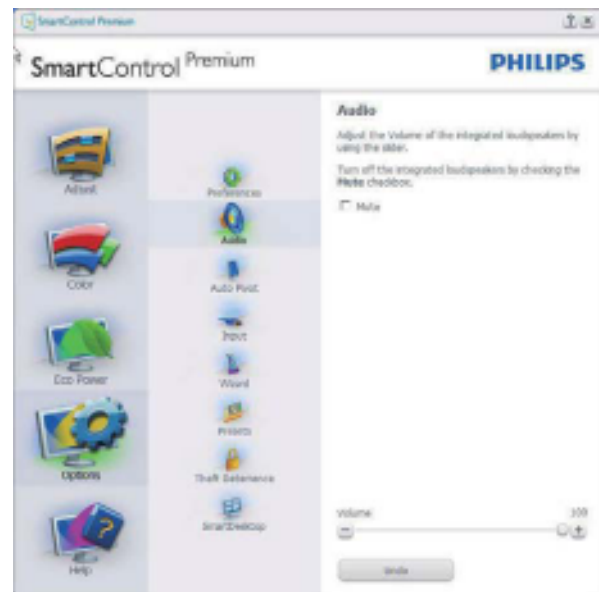 SmartControl Premium
SmartControl Premium
PHILIPS
Adjust
Color
Eco Power
Options
Help
Preferences
Audio
Auto Pivot
Input
Wizard
Presets
Theft Deterrence
SmartDesktop
Audio
Adjust the Volume of the integrated loudspeakers by
using the slider.
Turn off the integrated loudspeakers by checking the
Mute checkbox.
Mute
Volume
100
Undo